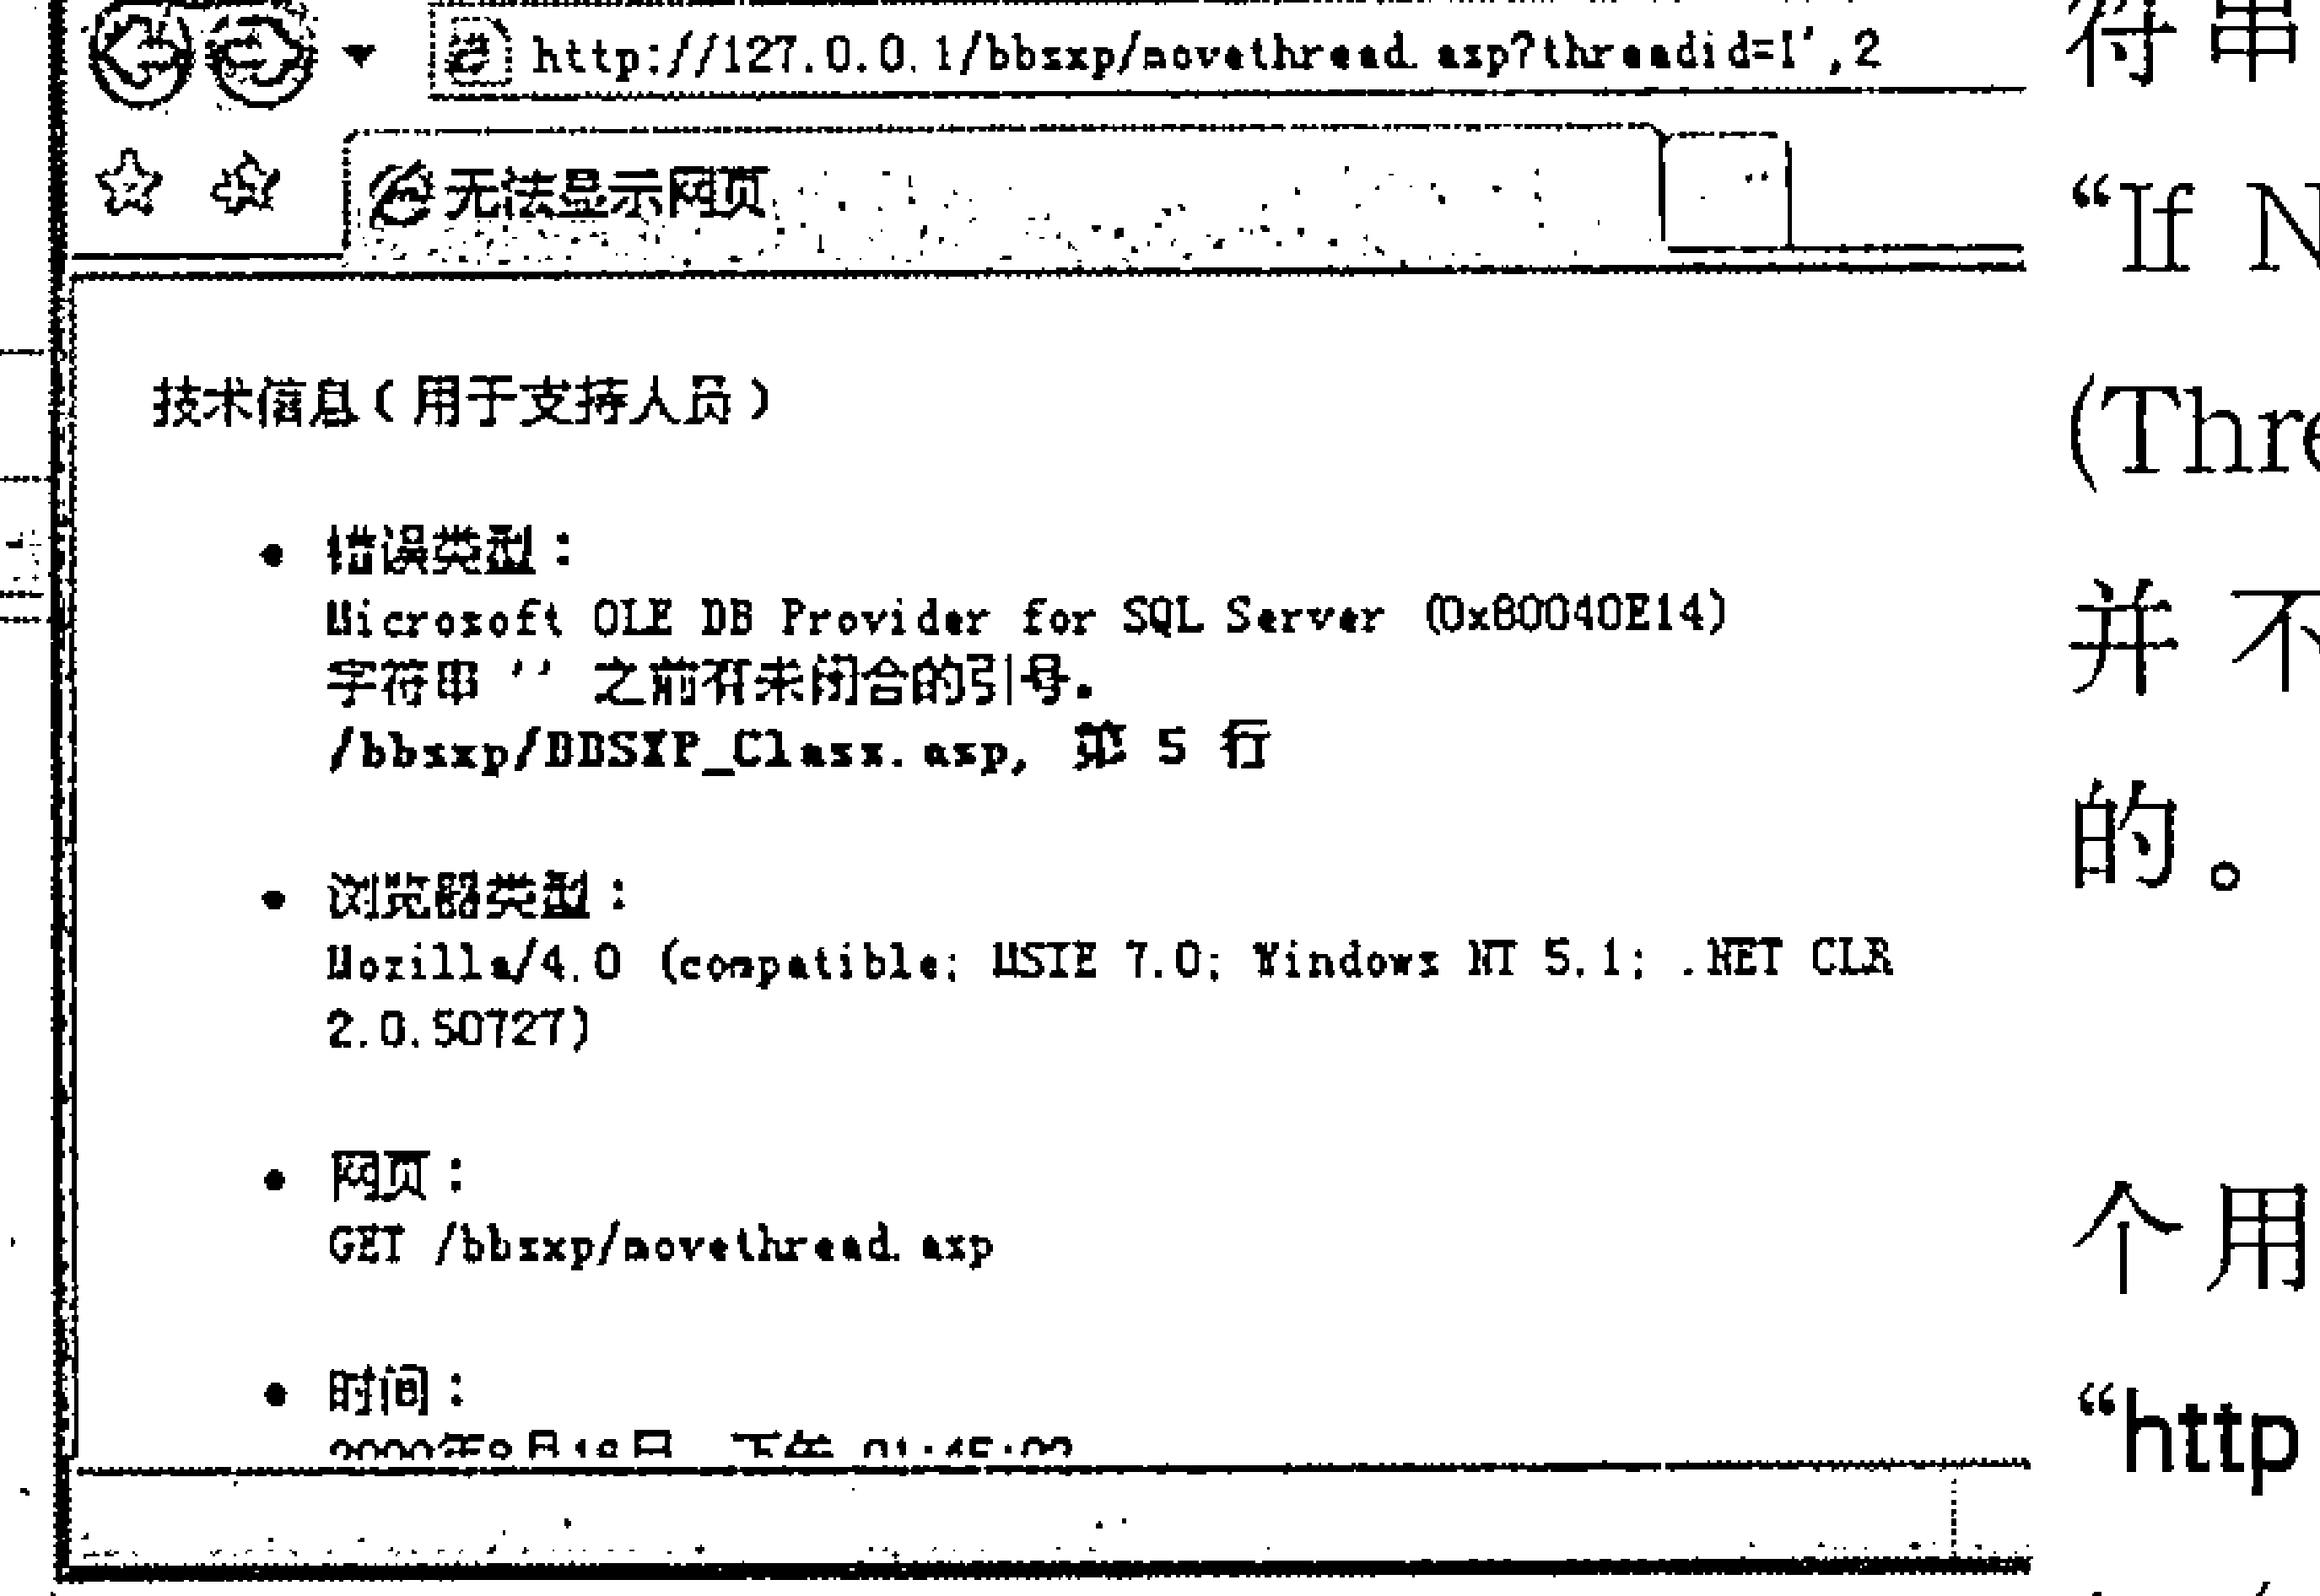 http://127.0.0.1/bbsxp/movethread.asp?threadid=1',2
无法显示网页
技术信息(用于支持人员)
• 错误类型：
Microsoft OLE DB Provider for SQL Server (0x80040E14)
字符串 '' 之前有未闭合的引号。
/bbsxp/BBSXP_Class.asp, 第 5 行
• 浏览器类型：
Mozilla/4.0 (compatible; MSIE 7.0; Windows NT 5.1; .NET CLR
2.0.50727)
• 网页：
GET /bbsxp/movethread.asp
• 时间：
符串
“If N
(Thre
并不
的。
个用
“http